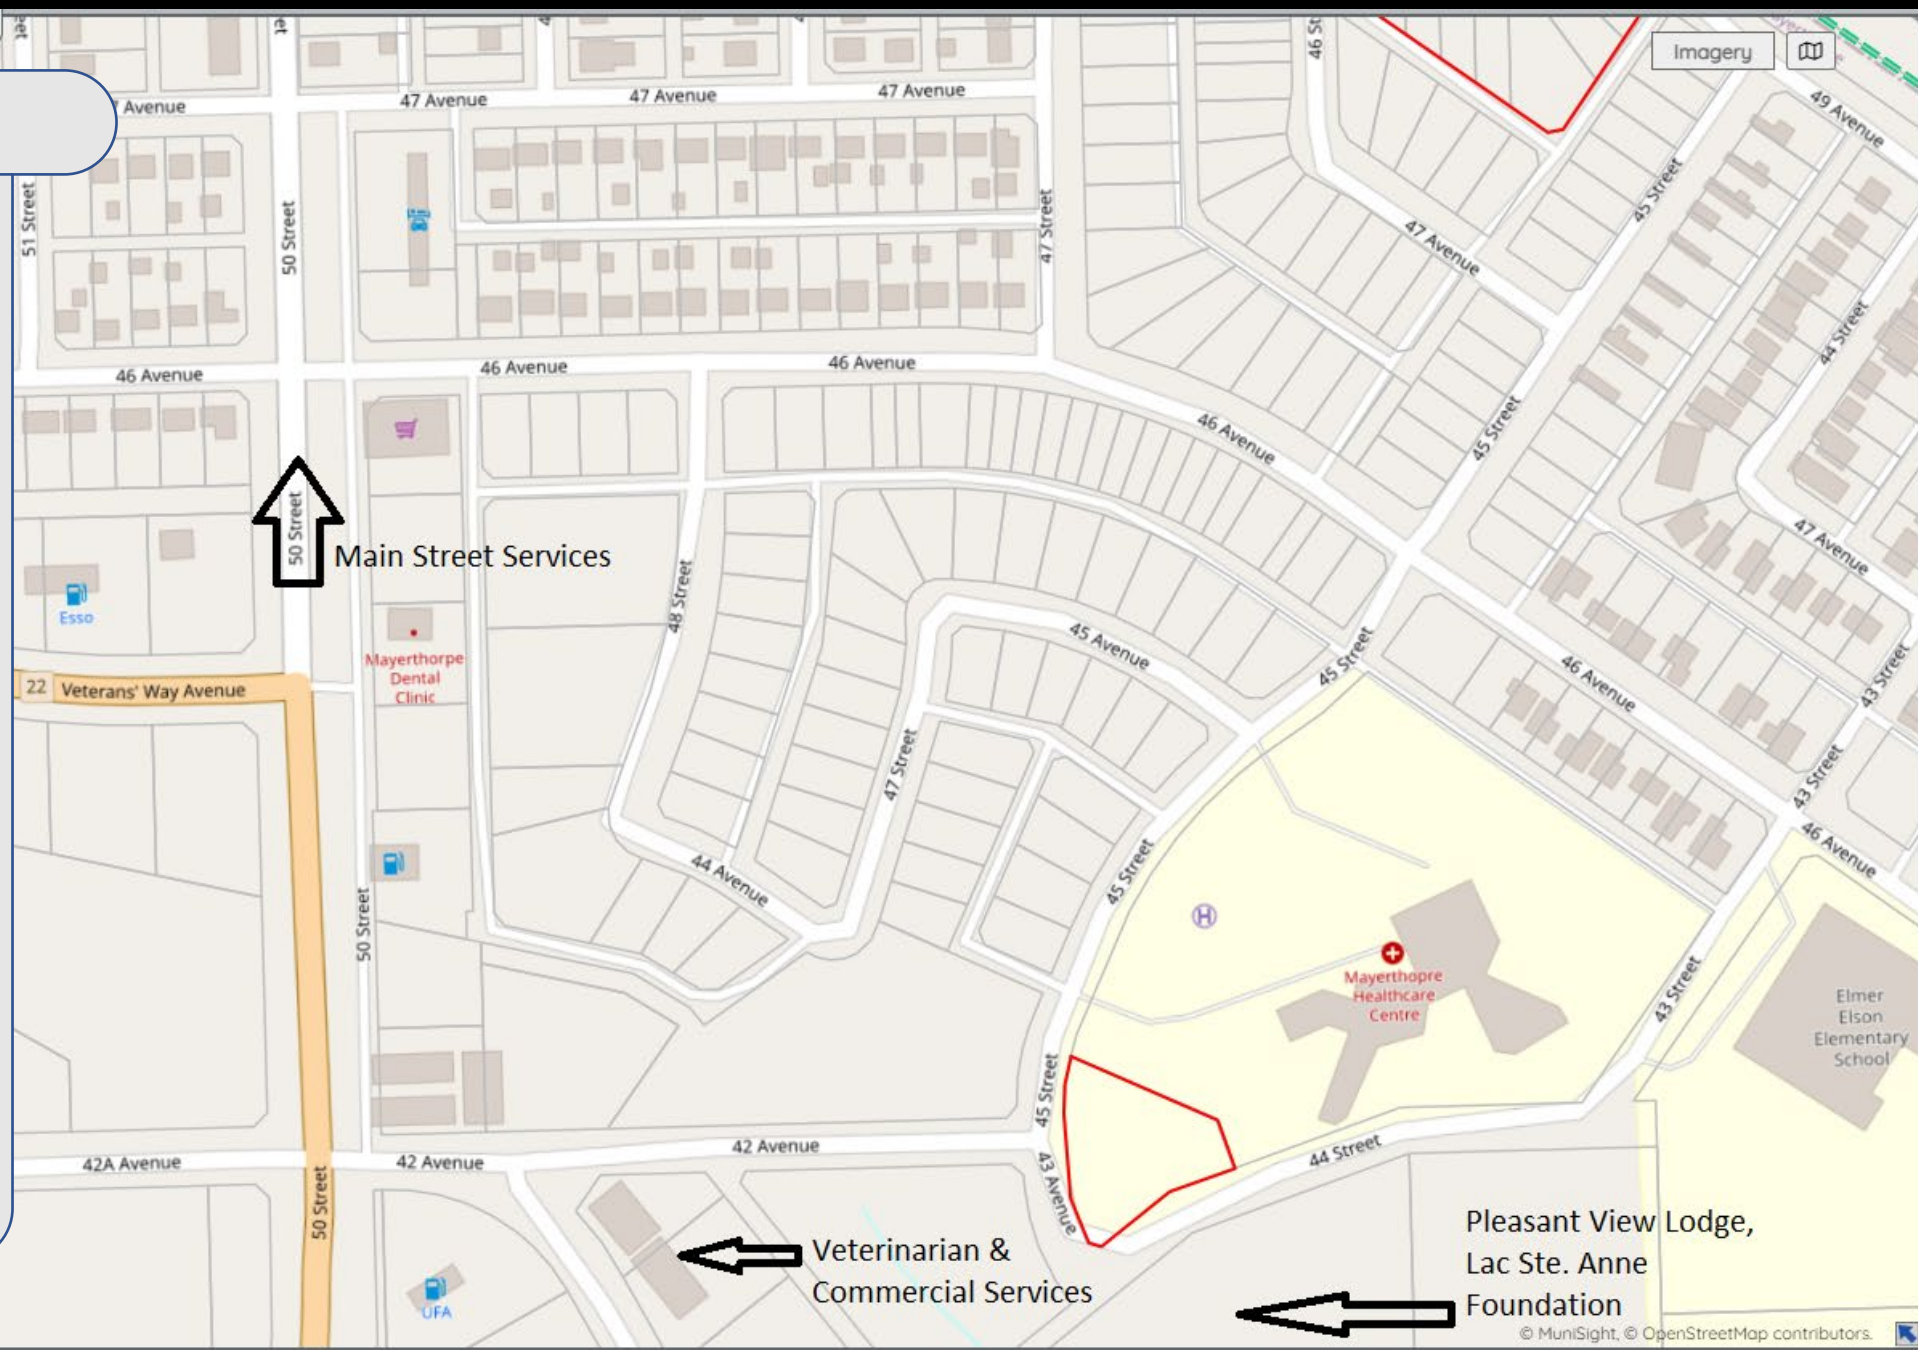 Imagery
46 St
49 Avenue
Avenue
47 Avenue
47 Avenue
47 Avenue
51 Street
50 Street
47 Street
47 Avenue
45 Street
44 Street
46 Avenue
46 Avenue
46 Avenue
46 Avenue
45 Street
47 Avenue
50 Street
Main Street Services
Esso
48 Street
Mayerthorpe
Dental
Clinic
45 Avenue
45 Street
46 Avenue
43 Street
22
Veterans' Way Avenue
47 Street
43 Street
44 Avenue
45 Street
46 Avenue
50 Street
H
Mayerthopre
Healthcare
Centre
43 Street
Elmer
Elson
Elementary
School
45 Street
42A Avenue
42 Avenue
42 Avenue
43 Avenue
44 Street
50 Street
Veterinarian &
Commercial Services
UFA
Pleasant View Lodge,
Lac Ste. Anne
Foundation
© MuniSight, © OpenStreetMap contributors.